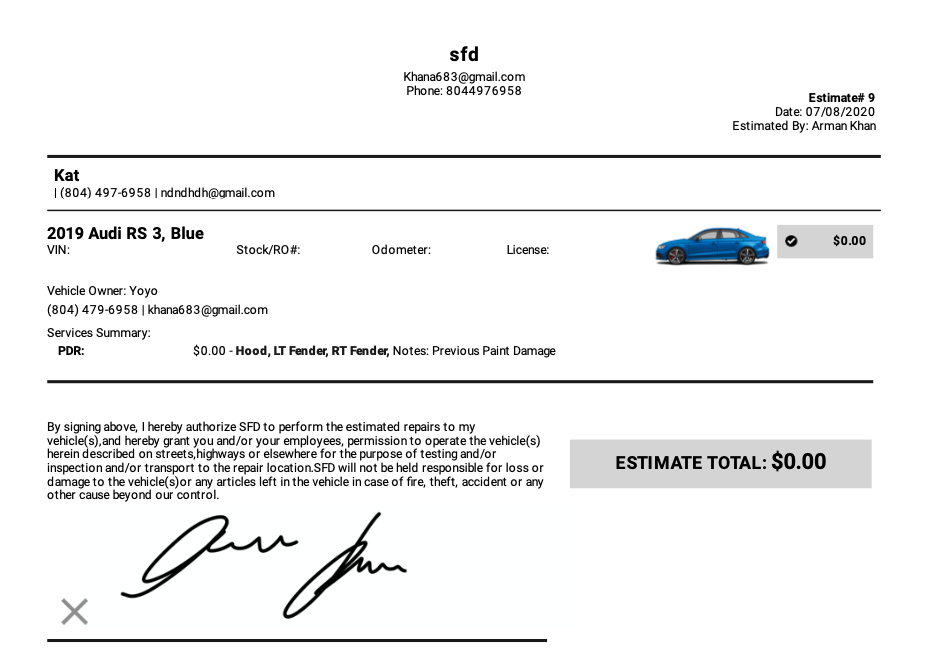 sfd
Khana683@gmail.com
Phone: 8044976958
Estimate# 9
Date: 07/08/2020
Estimated By: Arman Khan
Kat
| (804) 497-6958 | ndndhdh@gmail.com
2019 Audi RS 3, Blue
VIN: Stock/RO#: Odometer: License:
$0.00
Vehicle Owner: Yoyo
(804) 479-6958 | khana683@gmail.com
Services Summary:
PDR: $0.00 - Hood, LT Fender, RT Fender, Notes: Previous Paint Damage
By signing above, I hereby authorize SFD to perform the estimated repairs to my
vehicle(s),and hereby grant you and/or your employees, permission to operate the vehicle(s)
herein described on streets,highways or elsewhere for the purpose of testing and/or
inspection and/or transport to the repair location.SFD will not be held responsible for loss or
damage to the vehicle(s)or any articles left in the vehicle in case of fire, theft, accident or any
other cause beyond our control.
ESTIMATE TOTAL: $0.00